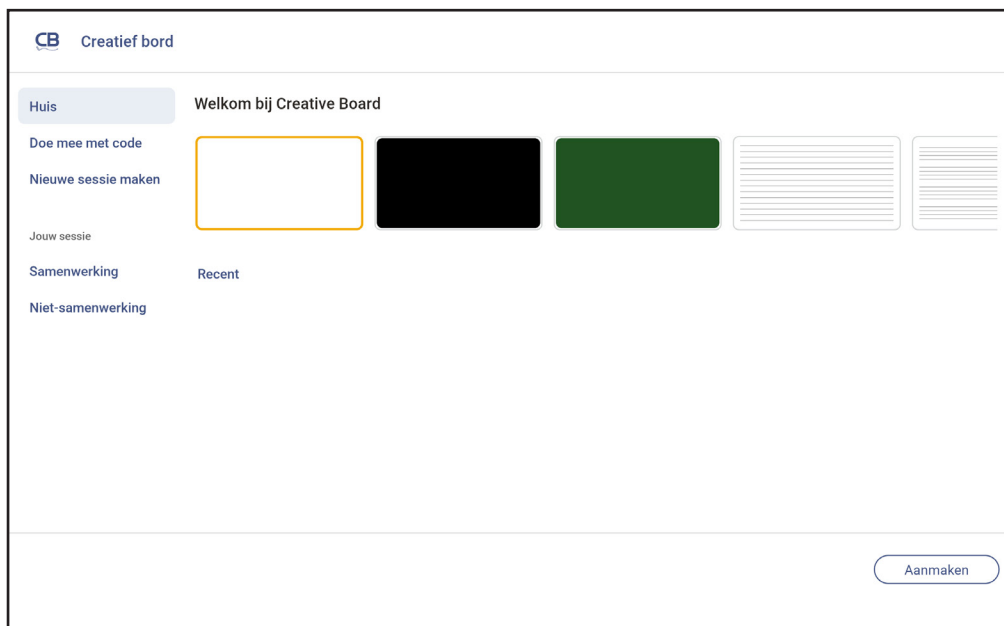 CB Creatief bord
Huis
Doe mee met code
Nieuwe sessie maken
Jouw sessie
Samenwerking
Niet-samenwerking
Welkom bij Creative Board
Recent
Aanmaken